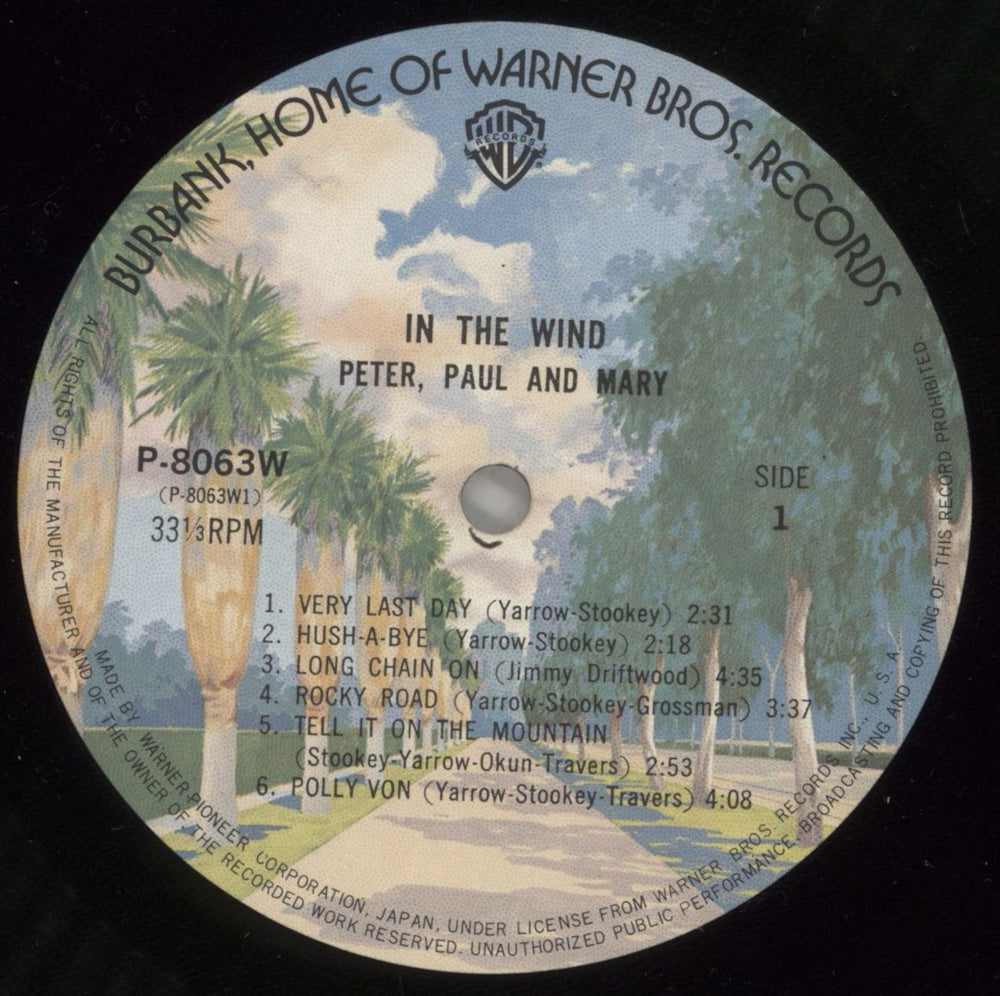 BURBANK, HOME OF WARNER BROS. RECORDS
W RECORDS
IN THE WIND
PETER, PAUL AND MARY
P-8063W
(P-8063W1)
33⅓RPM
SIDE
1
1. VERY LAST DAY (Yarrow-Stookey) 2:31
2. HUSH-A-BYE (Yarrow-Stookey) 2:18
3. LONG CHAIN ON (Jimmy Driftwood) 4:35
4. ROCKY ROAD (Yarrow-Stookey-Grossman) 3:37
5. TELL IT ON THE MOUNTAIN
(Stookey-Yarrow-Okun-Travers) 2:53
6. POLLY VON (Yarrow-Stookey-Travers) 4:08
MADE BY WARNER-PIONEER CORPORATION, JAPAN, UNDER LICENSE FROM WARNER BROS. RECORDS INC., U. S. A.
ALL RIGHTS OF THE MANUFACTURER AND OF THE OWNER OF THE RECORDED WORK RESERVED. UNAUTHORIZED PUBLIC PERFORMANCE, BROADCASTING AND COPYING OF THIS RECORD PROHIBITED